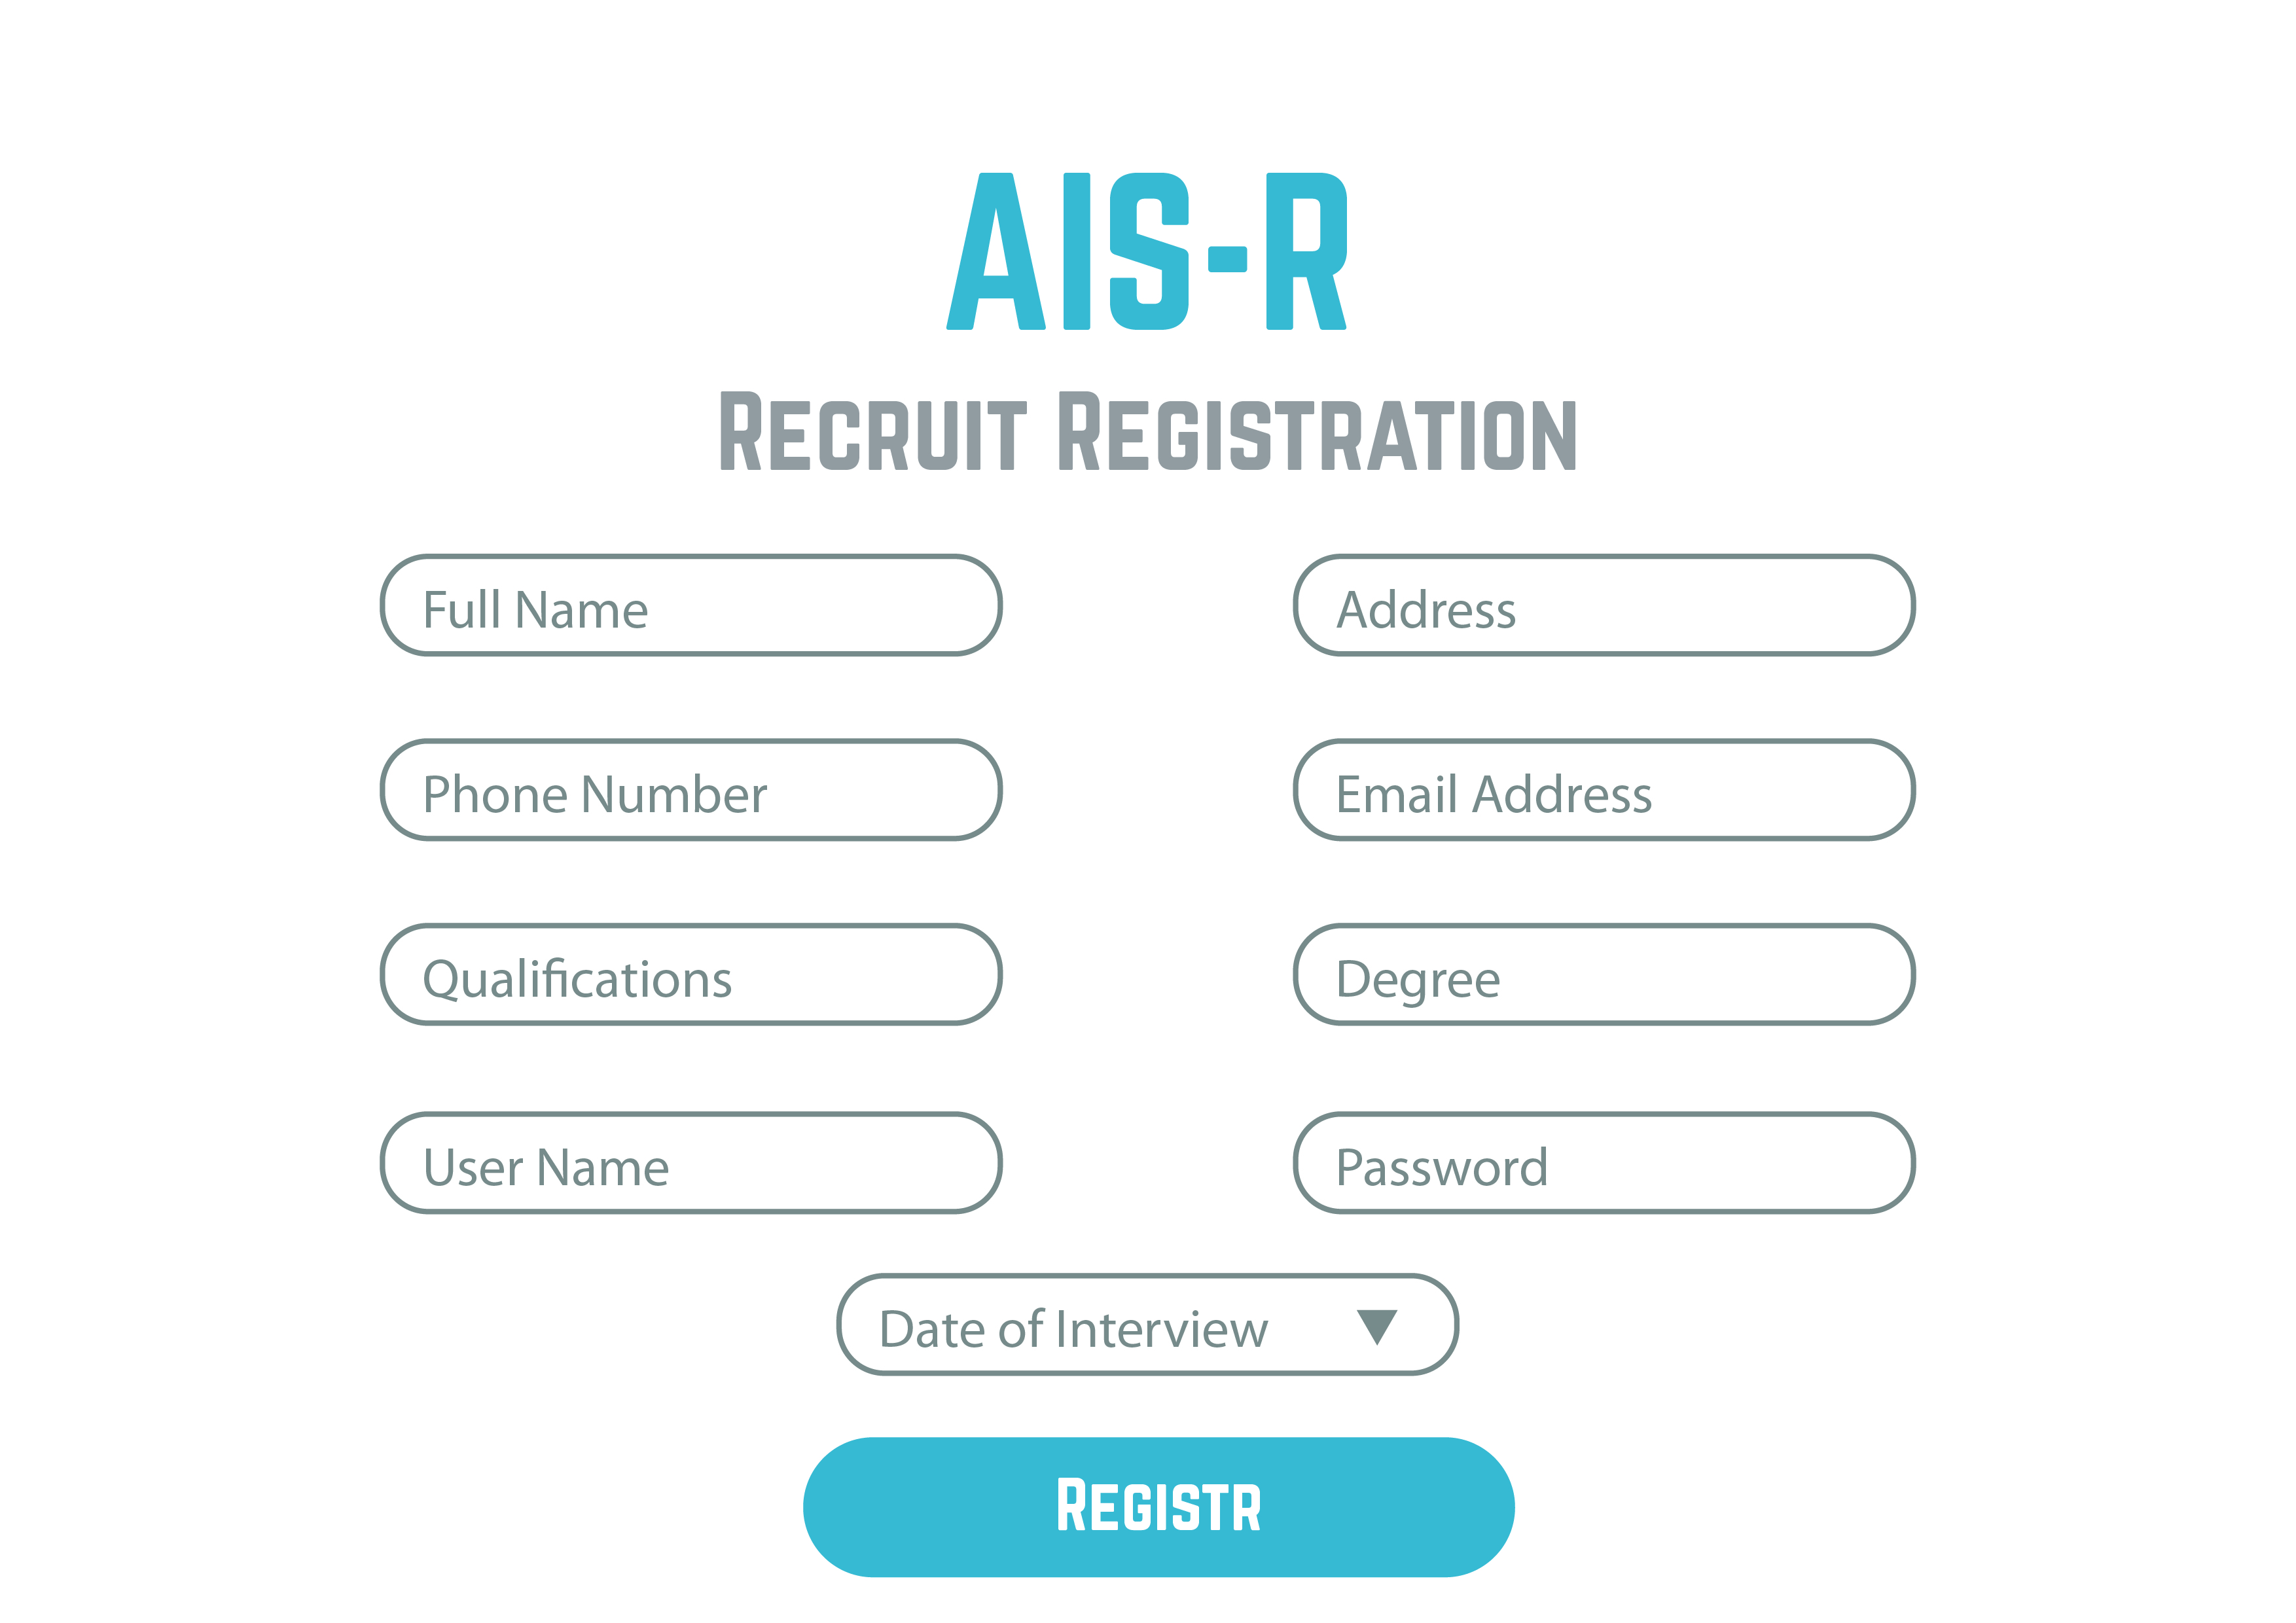 AIS-R
Recruit Registration
Full Name
Address
Phone Number
Email Address
Qualifications
Degree
User Name
Password
Date of Interview
Registr